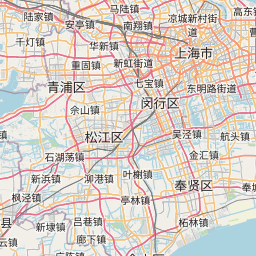 陆家镇
安亭镇
马陆镇
南翔镇
凉城新村街道
高东镇
千灯镇
华新镇
上海市
重固镇
新虹街道
青浦区
七宝镇
东明路街道
佘山镇
闵行区
松江区
吴泾镇
航头镇
石湖荡镇
金汇镇
新浜镇
叶榭镇
奉贤区
枫泾镇
泖港镇
亭林镇
柘林镇
吕巷镇
新埭镇
廊下镇